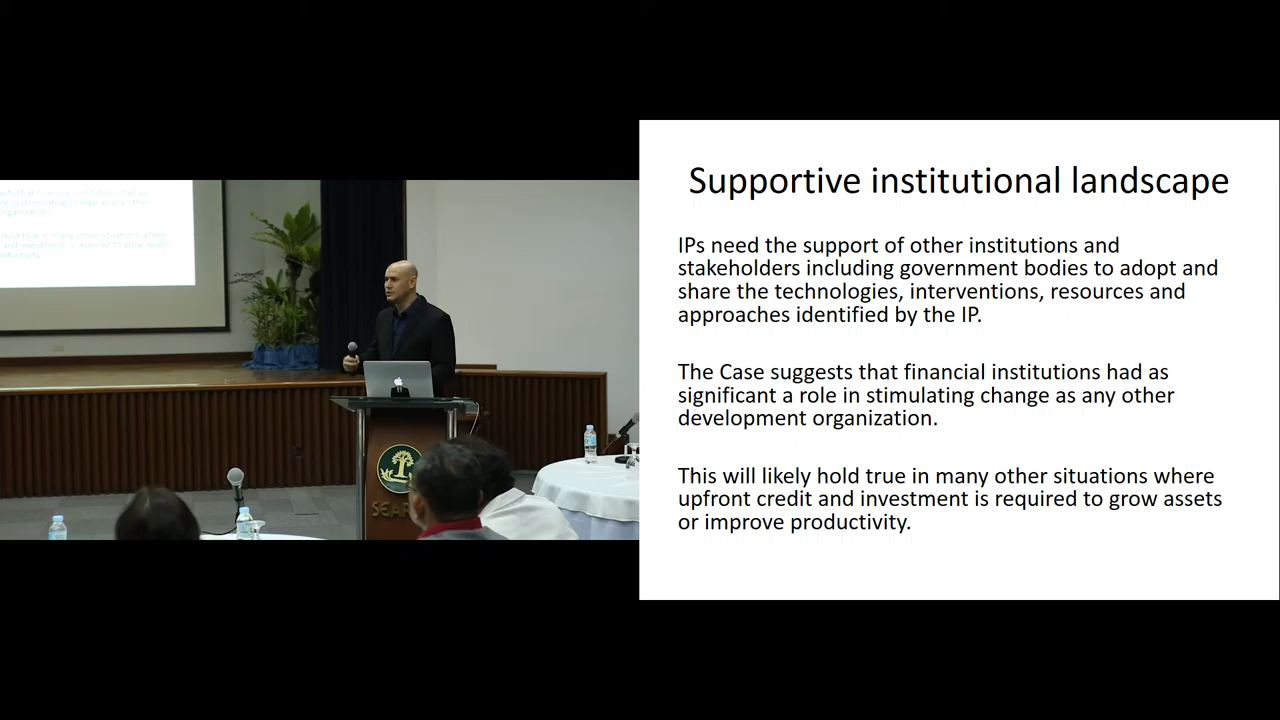 Supportive institutional landscape
IPs need the support of other institutions and
stakeholders including government bodies to adopt and
share the technologies, interventions, resources and
approaches identified by the IP.
The Case suggests that financial institutions had as
significant a role in stimulating change as any other
development organization.
This will likely hold true in many other situations where
upfront credit and investment is required to grow assets
or improve productivity.